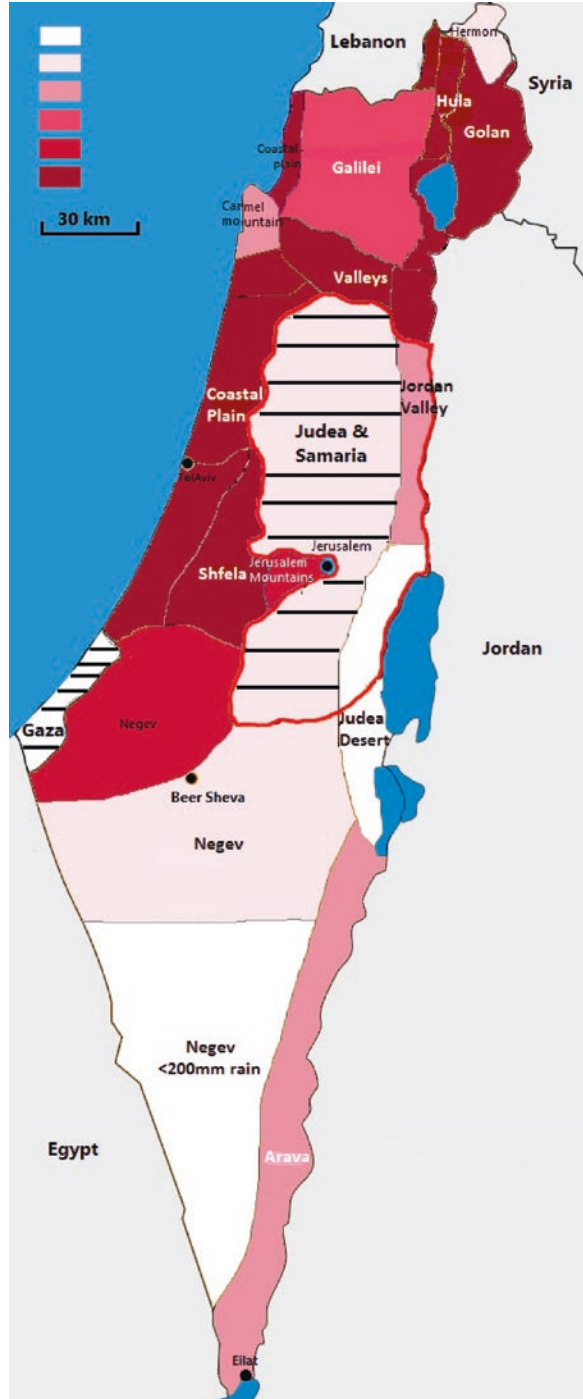 Lebanon
Hermon
Syria
Hula
Golan
Coastal
plain
Galilei
Carmel
mountain
30 km
Valleys
Jordan
Valley
Coastal
Plain
Judea &
Samaria
TelAviv
Jerusalem
Jerusalem
Mountains
Shfela
Jordan
Gaza
Negev
Judea
Desert
Beer Sheva
Negev
Negev
<200mm rain
Egypt
Arava
Eilat